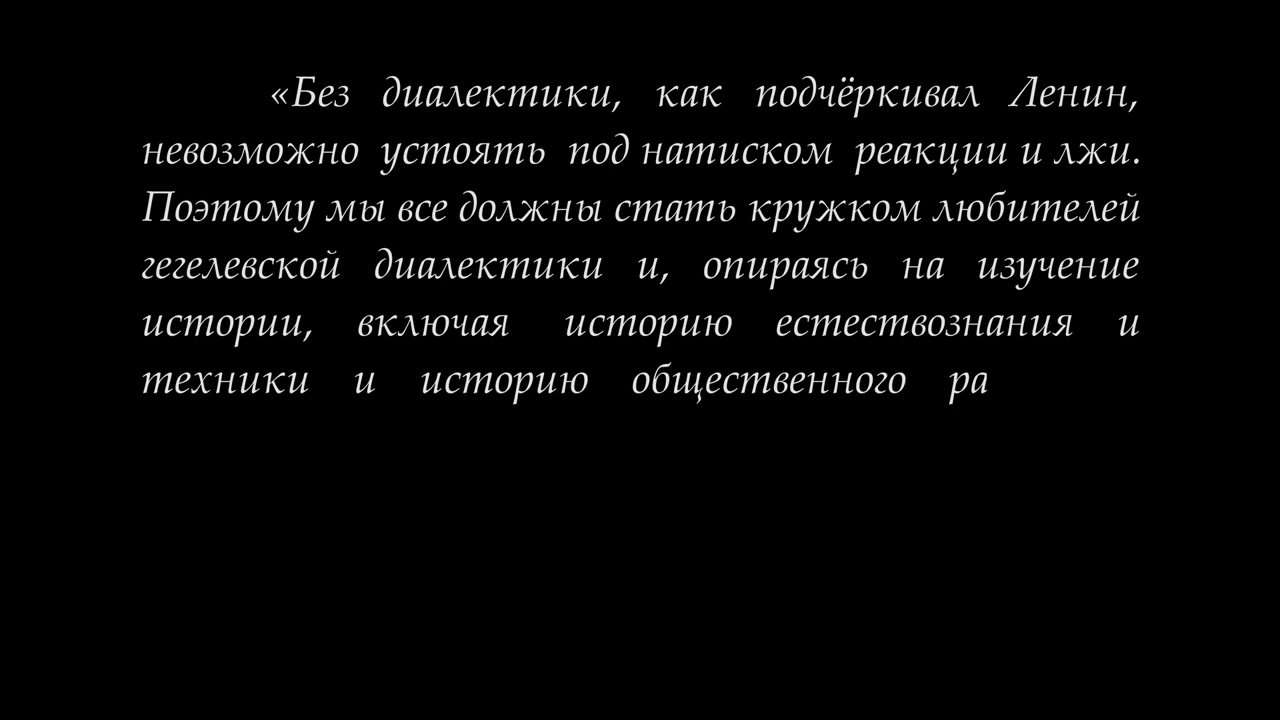 «Без диалектики, как подчёркивал Ленин,
невозможно устоять под натиском реакции и лжи.
Поэтому мы все должны стать кружком любителей
гегелевской диалектики и, опираясь на изучение
истории, включая историю естествознания и
техники и историю общественного ра